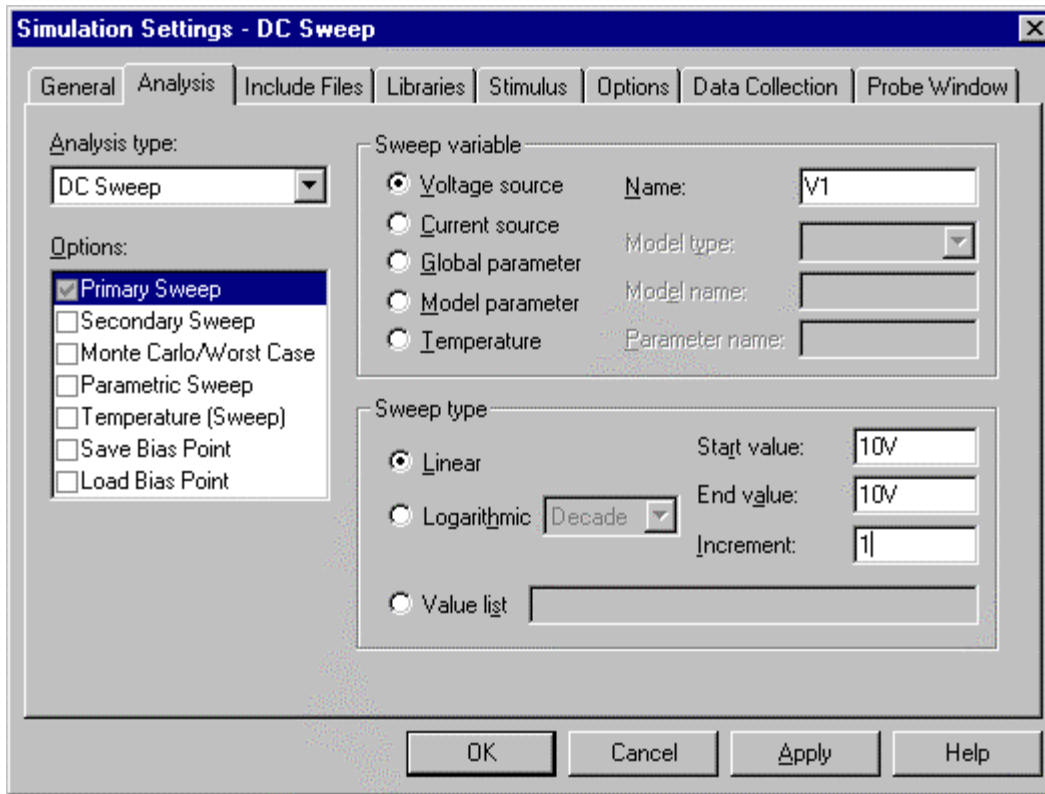 Simulation Settings - DC Sweep
General Analysis Include Files Libraries Stimulus Options Data Collection Probe Window
Analysis type:
DC Sweep
Options:
Primary Sweep
Secondary Sweep
Monte Carlo/Worst Case
Parametric Sweep
Temperature (Sweep)
Save Bias Point
Load Bias Point
Sweep variable
Voltage source
Current source
Global parameter
Model parameter
Temperature
Name: V1
Model type:
Model name:
Parameter name:
Sweep type
Linear
Logarithmic Decade
Value list
Start value: 10V
End value: 10V
Increment: 1
OK Cancel Apply Help